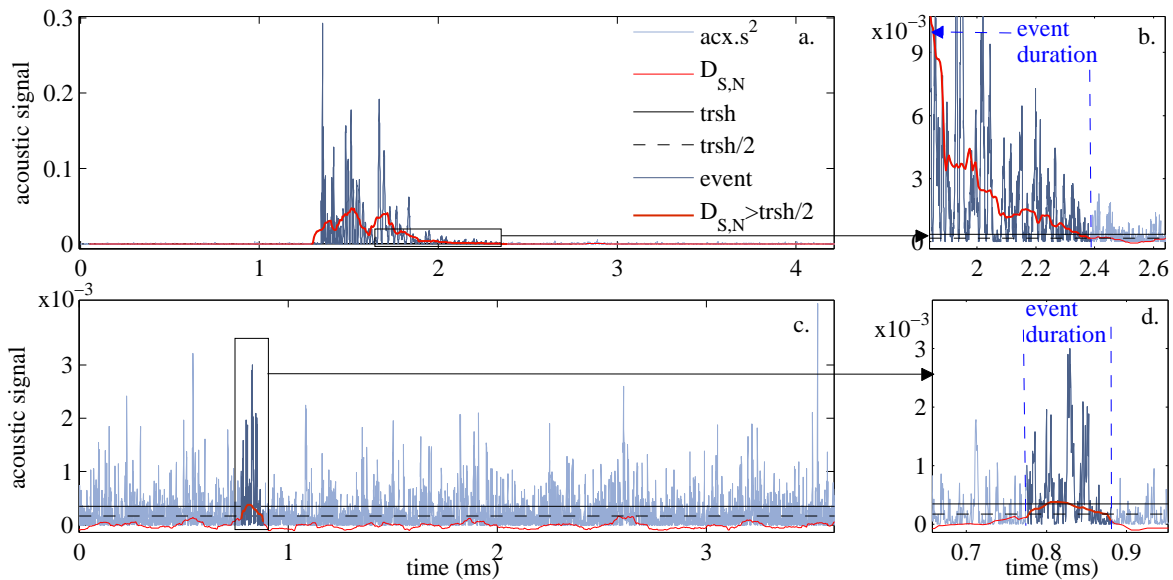 0.3
0.2
0.1
0
acoustic signal
0
1
2
3
4
acx.s²
D_{S,N}
trsh
trsh/2
event
D_{S,N}>trsh/2
a.
x10⁻³
9
6
3
0
event
duration
b.
2
2.2
2.4
2.6
x10⁻³
3
2
1
0
acoustic signal
c.
0
1
2
3
time (ms)
x10⁻³
3
2
1
0
event
duration
d.
0.7
0.8
0.9
time (ms)